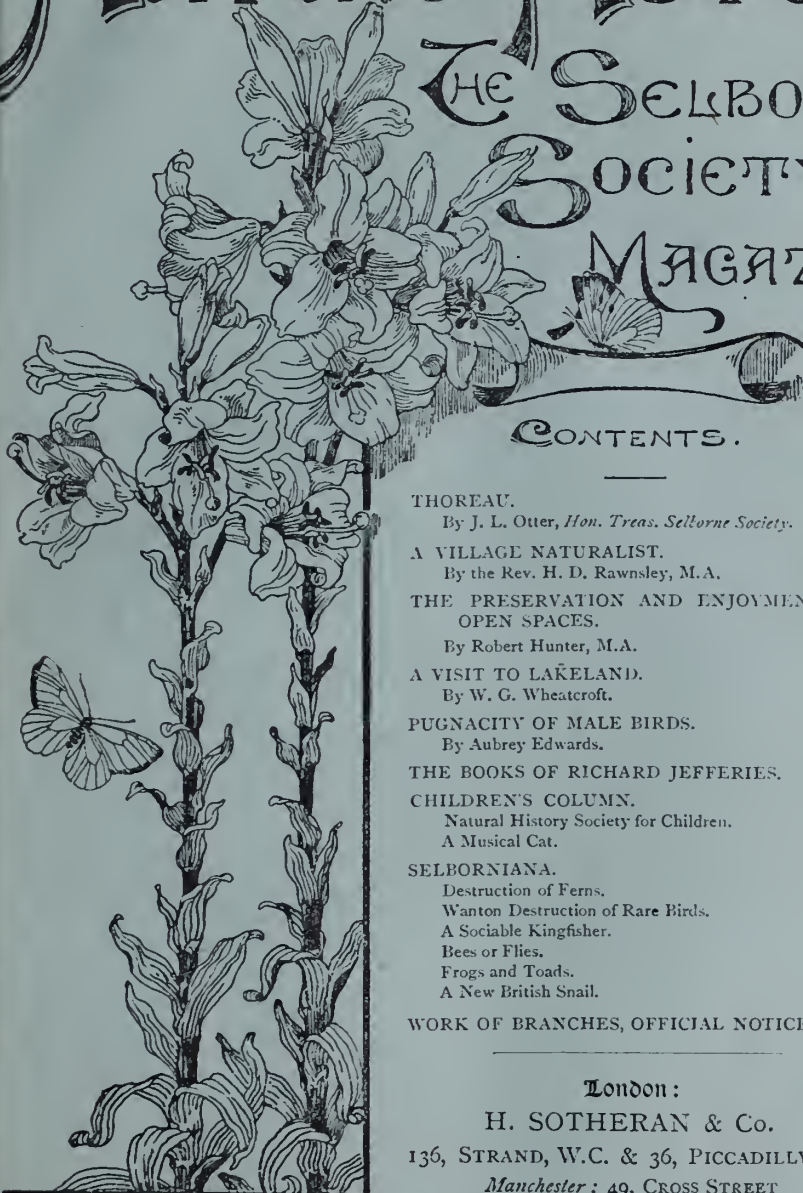 THE SELBO
SOCIETY
MAGAZ
CONTENTS.
THOREAU.
By J. L. Otter, Hon. Treas. Selborne Society.
A VILLAGE NATURALIST.
By the Rev. H. D. Rawnsley, M.A.
THE PRESERVATION AND ENJOYMEN
OPEN SPACES.
By Robert Hunter, M.A.
A VISIT TO LAKELAND.
By W. G. Wheatcroft.
PUGNACITY OF MALE BIRDS.
By Aubrey Edwards.
THE BOOKS OF RICHARD JEFFERIES.
CHILDREN'S COLUMN.
Natural History Society for Children.
A Musical Cat.
SELBORNIANA.
Destruction of Ferns.
Wanton Destruction of Rare Birds.
A Sociable Kingfisher.
Bees or Flies.
Frogs and Toads.
A New British Snail.
WORK OF BRANCHES, OFFICIAL NOTICE
London:
H. SOTHERAN & Co.
136, STRAND, W.C. & 36, PICCADILLY
Manchester: 49, CROSS STREET